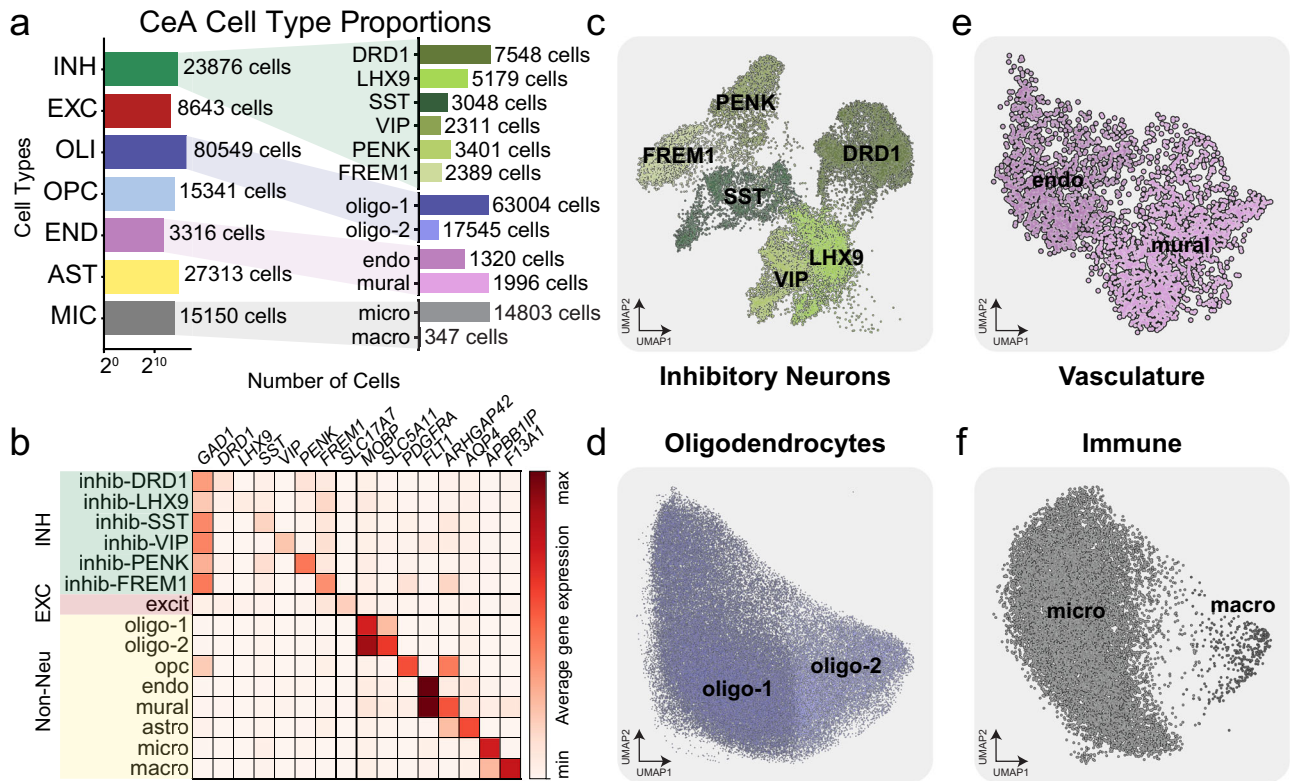 a
CeA Cell Type Proportions
Cell Types
INH
23876 cells
EXC
8643 cells
OLI
80549 cells
OPC
15341 cells
END
3316 cells
AST
27313 cells
MIC
15150 cells
2⁰ 2¹⁰
Number of Cells
DRD1
7548 cells
LHX9
5179 cells
SST
3048 cells
VIP
2311 cells
PENK
3401 cells
FREM1
2389 cells
oligo-1
63004 cells
oligo-2
17545 cells
endo
1320 cells
mural
1996 cells
micro
14803 cells
macro
347 cells
b
GAD1
DRD1
LHX9
SST
VIP
PENK
FREM1
SLC17A7
MOBP
SLC5A11
PDGFRA
FLT1
ARHGAP42
AQP4
APBB1IP
F13A1
INH
EXC
Non-Neu
inhib-DRD1
inhib-LHX9
inhib-SST
inhib-VIP
inhib-PENK
inhib-FREM1
excit
oligo-1
oligo-2
opc
endo
mural
astro
micro
macro
min Average gene expression max
c
PENK
FREM1
DRD1
SST
LHX9
VIP
UMAP2
UMAP1
Inhibitory Neurons
d
Oligodendrocytes
oligo-1
oligo-2
UMAP2
UMAP1
e
endo
mural
UMAP2
UMAP1
Vasculature
f
Immune
micro
macro
UMAP2
UMAP1